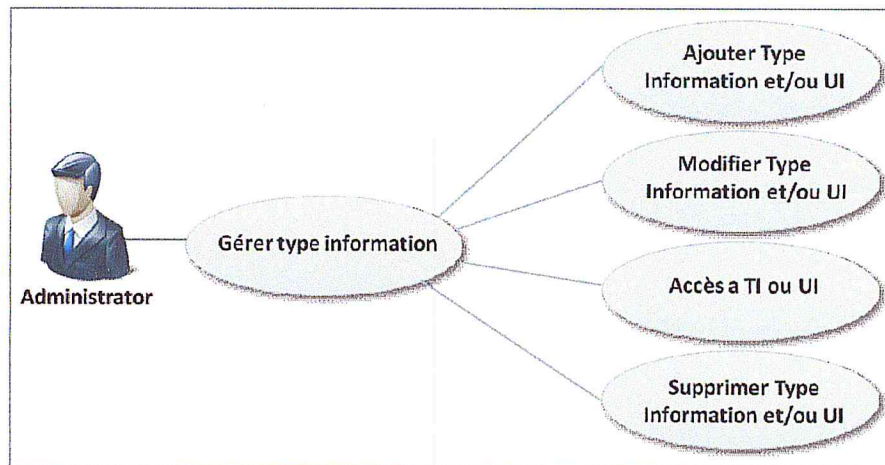 Ajouter Type
Information et/ou UI
Modifier Type
Information et/ou UI
Gérer type information
Administrator
Accès a TI ou UI
Supprimer Type
Information et/ou UI